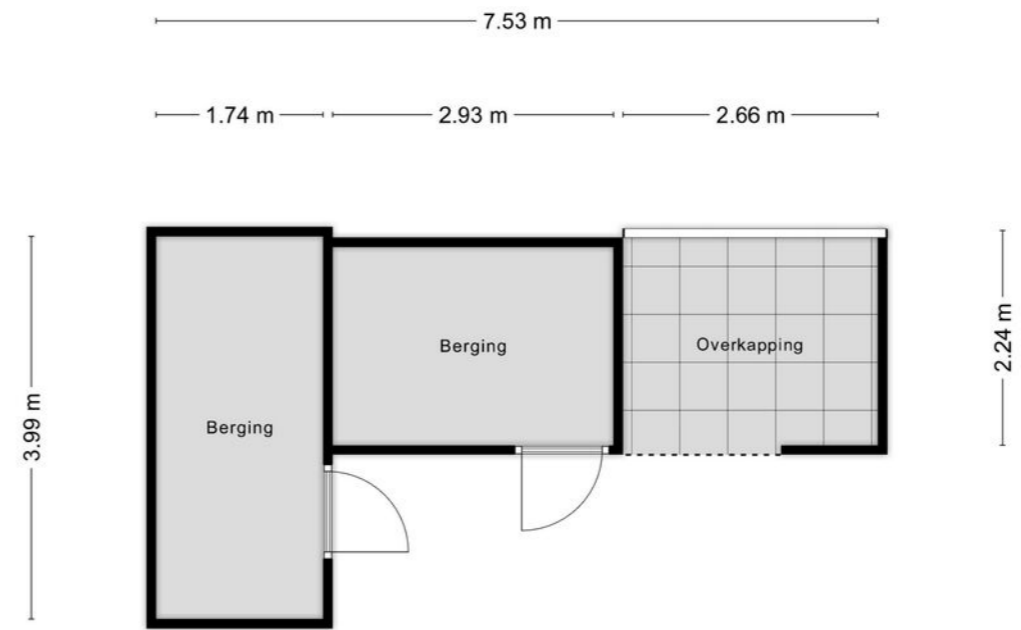 7.53 m
1.74 m
2.93 m
2.66 m
2.24 m
Berging
Overkapping
3.99 m
Berging